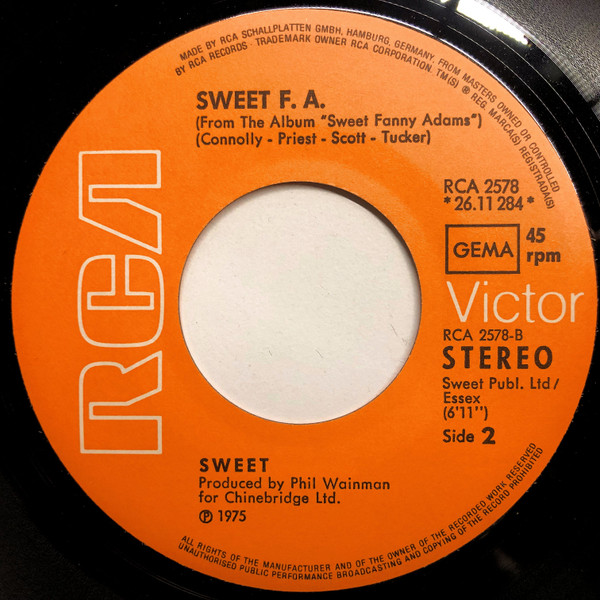 MADE BY RCA SCHALLPLATTEN GMBH, HAMBURG, GERMANY, FROM MASTERS OWNED OR CONTROLLED
BY RCA RECORDS. TRADEMARK OWNER RCA CORPORATION. TM(S) ® REG. MARCA(S) REGISTRADA(S)
SWEET F. A.
(From The Album "Sweet Fanny Adams")
(Connolly - Priest - Scott - Tucker)
RCA
RCA 2578
*26.11 284*
GEMA
45
rpm
Victor
RCA 2578-B
STEREO
Sweet Publ. Ltd/
Essex
(6'11'')
Side 2
SWEET
Produced by Phil Wainman
for Chinebridge Ltd.
℗ 1975
ALL RIGHTS OF THE MANUFACTURER AND OF THE OWNER OF THE RECORDED WORK RESERVED
UNAUTHORISED PUBLIC PERFORMANCE BROADCASTING AND COPYING OF THE RECORD PROHIBITED